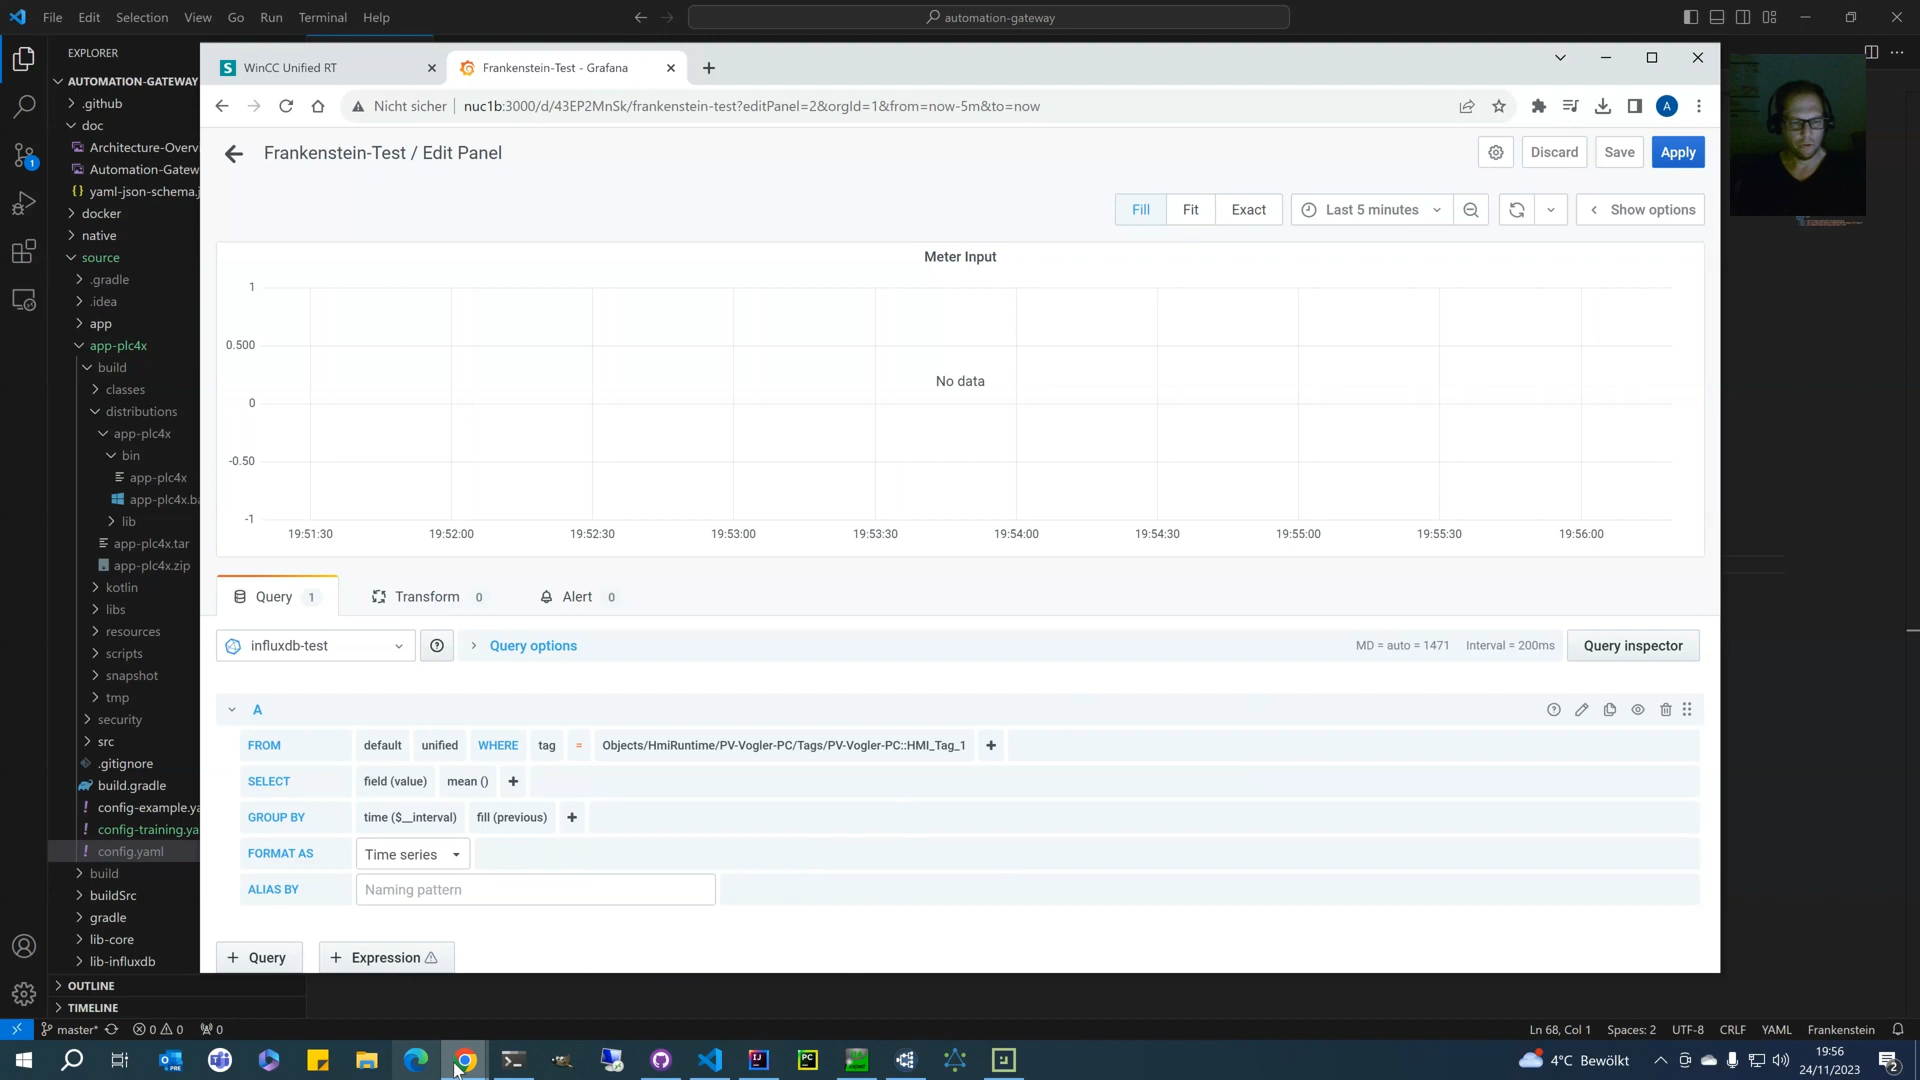 File Edit Selection View Go Run Terminal Help
automation-gateway
EXPLORER
AUTOMATION-GATEWAY
.github
doc
Architecture-Overv
Automation-Gatew
yaml-json-schema.j
docker
native
source
.gradle
.idea
app
app-plc4x
build
classes
distributions
app-plc4x
bin
app-plc4x
app-plc4x.ba
lib
app-plc4x.tar
app-plc4x.zip
kotlin
libs
resources
scripts
snapshot
tmp
security
src
.gitignore
build.gradle
config-example.ya
config-training.ya
config.yaml
build
buildSrc
gradle
lib-core
lib-influxdb
OUTLINE
TIMELINE
WinCC Unified RT
Frankenstein-Test - Grafana
Nicht sicher nuc1b:3000/d/43EP2MnSk/frankenstein-test?editPanel=2&orgId=1&from=now-5m&to=now
A
Frankenstein-Test / Edit Panel
Discard Save Apply
Fill Fit Exact Last 5 minutes Show options
Meter Input
1
0.500
No data
0
-0.50
-1
19:51:30 19:52:00 19:52:30 19:53:00 19:53:30 19:54:00 19:54:30 19:55:00 19:55:30 19:56:00
Query 1 Transform 0 Alert 0
influxdb-test Query options MD = auto = 1471 Interval = 200ms Query inspector
A
FROM default unified WHERE tag = Objects/HmiRuntime/PV-Vogler-PC/Tags/PV-Vogler-PC::HMI_Tag_1 +
SELECT field (value) mean () +
GROUP BY time ($__interval) fill (previous) +
FORMAT AS Time series
ALIAS BY Naming pattern
+ Query + Expression
master* 0 0 0 Ln 68, Col 1 Spaces: 2 UTF-8 CRLF YAML Frankenstein
4°C Bewölkt
19:56
24/11/2023
2